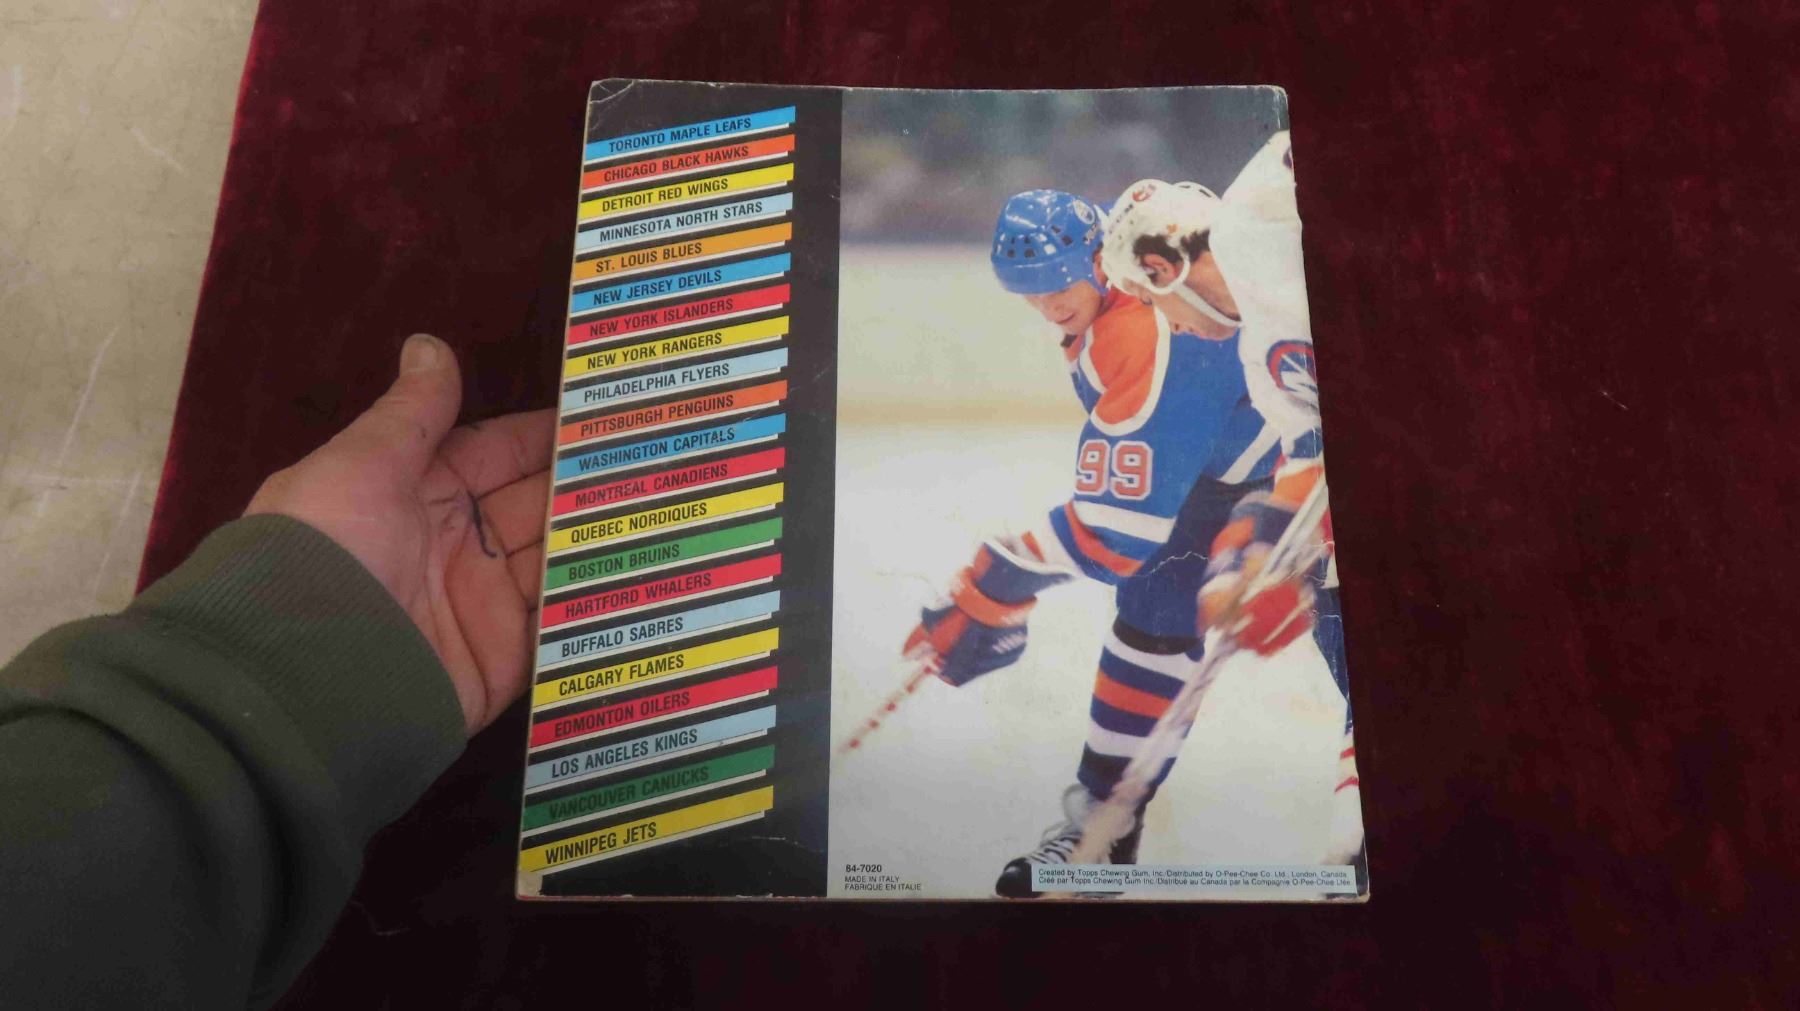 TORONTO MAPLE LEAFS
CHICAGO BLACK HAWKS
DETROIT RED WINGS
MINNESOTA NORTH STARS
ST. LOUIS BLUES
NEW JERSEY DEVILS
NEW YORK ISLANDERS
NEW YORK RANGERS
PHILADELPHIA FLYERS
PITTSBURGH PENGUINS
WASHINGTON CAPITALS
MONTREAL CANADIENS
QUEBEC NORDIQUES
BOSTON BRUINS
HARTFORD WHALERS
BUFFALO SABRES
CALGARY FLAMES
EDMONTON OILERS
LOS ANGELES KINGS
VANCOUVER CANUCKS
WINNIPEG JETS
99
84-7020
MADE IN ITALY
FABRIQUE EN ITALIE
Created by Topps Chewing Gum, Inc./Distributed by O-Pee-Chee Co. Ltd., London, Canada
Créé par Topps Chewing Gum Inc./Distribué au Canada par la Compagnie O-Pee-Chee Ltée